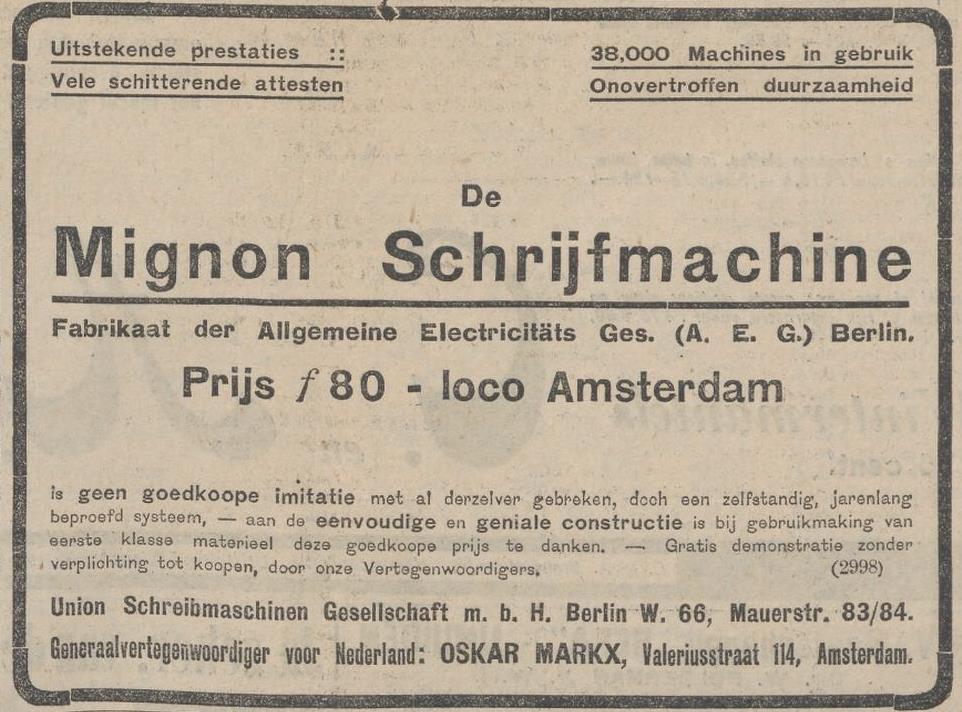 Uitstekende prestaties ::
Vele schitterende attesten
38,000 Machines in gebruik
Onovertroffen duurzaamheid
De
Mignon Schrijfmachine
Fabrikaat der Allgemeine Electricitäts Ges. (A. E. G.) Berlin.
Prijs f 80 - loco Amsterdam
is geen goedkoope imitatie met al derzelver gebreken, doch een zelfstandig, jarenlang
beproefd systeem, — aan de eenvoudige en geniale constructie is bij gebruikmaking van
eerste klasse materieel deze goedkoope prijs te danken. — Gratis demonstratie zonder
verplichting tot koopen, door onze Vertegenwoordigers. (2998)
Union Schreibmaschinen Gesellschaft m. b. H. Berlin W. 66, Mauerstr. 83/84.
Generaalvertegenwoordiger voor Nederland: OSKAR MARKX, Valeriusstraat 114, Amsterdam.